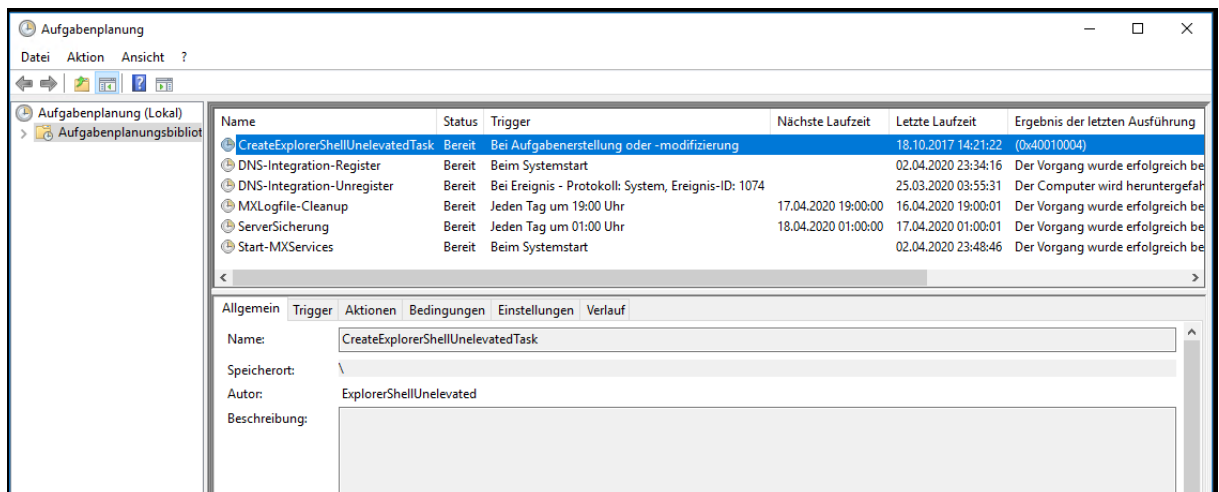 Aufgabenplanung
Datei Aktion Ansicht ?
Aufgabenplanung (Lokal)
Aufgabenplanungsbibliot
Name Status Trigger Nächste Laufzeit Letzte Laufzeit Ergebnis der letzten Ausführung
CreateExplorerShellUnelevatedTask Bereit Bei Aufgabenerstellung oder -modifizierung 18.10.2017 14:21:22 (0x40010004)
DNS-Integration-Register Bereit Beim Systemstart 02.04.2020 23:34:16 Der Vorgang wurde erfolgreich be
DNS-Integration-Unregister Bereit Bei Ereignis - Protokoll: System, Ereignis-ID: 1074 25.03.2020 03:55:31 Der Computer wird heruntergefah
MXLogfile-Cleanup Bereit Jeden Tag um 19:00 Uhr 17.04.2020 19:00:00 16.04.2020 19:00:01 Der Vorgang wurde erfolgreich be
ServerSicherung Bereit Jeden Tag um 01:00 Uhr 18.04.2020 01:00:00 17.04.2020 01:00:01 Der Vorgang wurde erfolgreich be
Start-MXServices Bereit Beim Systemstart 02.04.2020 23:48:46 Der Vorgang wurde erfolgreich be
Allgemein Trigger Aktionen Bedingungen Einstellungen Verlauf
Name: CreateExplorerShellUnelevatedTask
Speicherort: \
Autor: ExplorerShellUnelevated
Beschreibung: